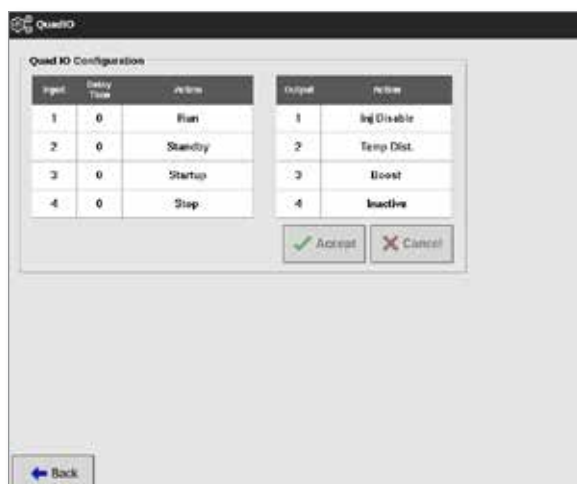 QuadIO
Quad IO Configuration
Input Delay Time Action
1 0 Run
2 0 Standby
3 0 Startup
4 0 Stop
Output Action
1 Inj Disable
2 Temp Dist.
3 Boost
4 Inactive
Accept Cancel
Back